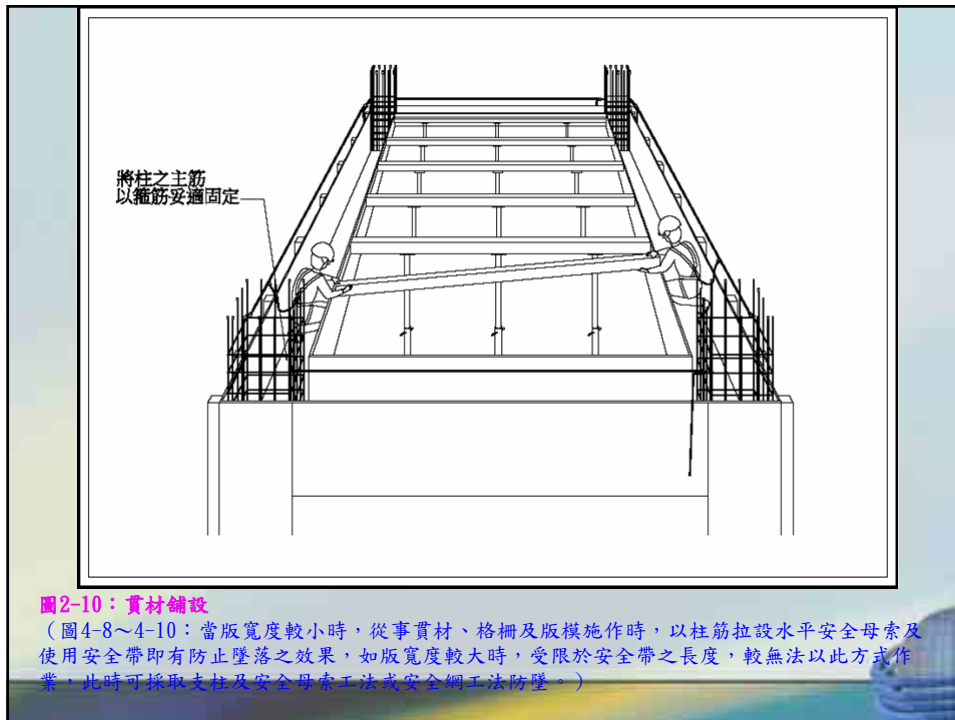 將柱之主筋
以箍筋妥適固定
圖2-10：貫材鋪設
（圖4-8～4-10：當版寬度較小時，從事貫材、格柵及版模施作時，以柱筋拉設水平安全母索及
使用安全帶即有防止墜落之效果，如版寬度較大時，受限於安全帶之長度，較無法以此方式作
業，此時可採取支柱及安全母索工法或安全網工法防墜。）